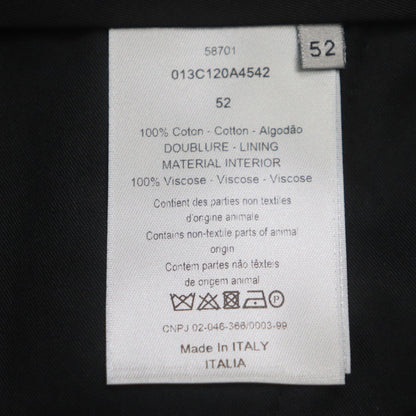 58701
52
013C120A4542
52
100% Coton - Cotton - Algodão
DOUBLURE - LINING
MATERIAL INTERIOR
100% Viscose - Viscose - Viscose
Contient des parties non textiles
d'origine animale
Contains non-textile parts of animal
origin
Contém partes não têxteis
de origem animal
P
CNPJ 02-046-366/0003-99
Made In ITALY
ITALIA